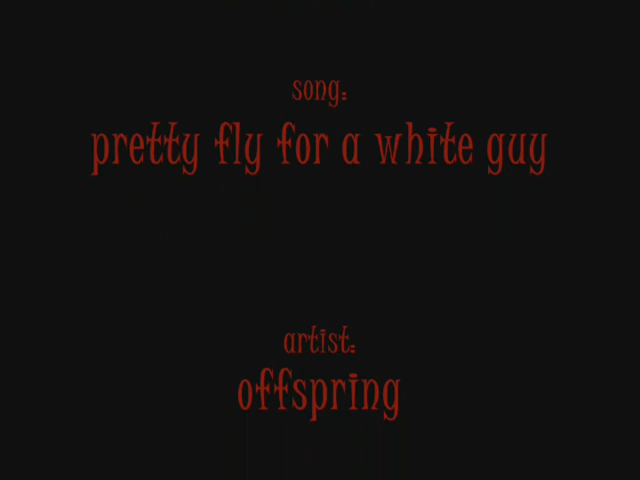 song:
pretty fly for a white guy
artist:
offspring